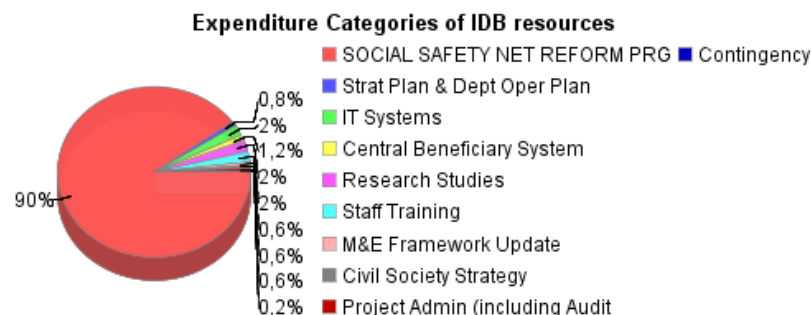 Expenditure Categories of IDB resources
SOCIAL SAFETY NET REFORM PRG Contingency
Strat Plan & Dept Oper Plan
IT Systems
Central Beneficiary System
Research Studies
Staff Training
M&E Framework Update
Civil Society Strategy
Project Admin (including Audit
90%
0,8%
2%
1,2%
2%
2%
0,6%
0,6%
0,6%
0,2%